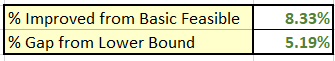 % Improved from Basic Feasible 8.33%
% Gap from Lower Bound 5.19%